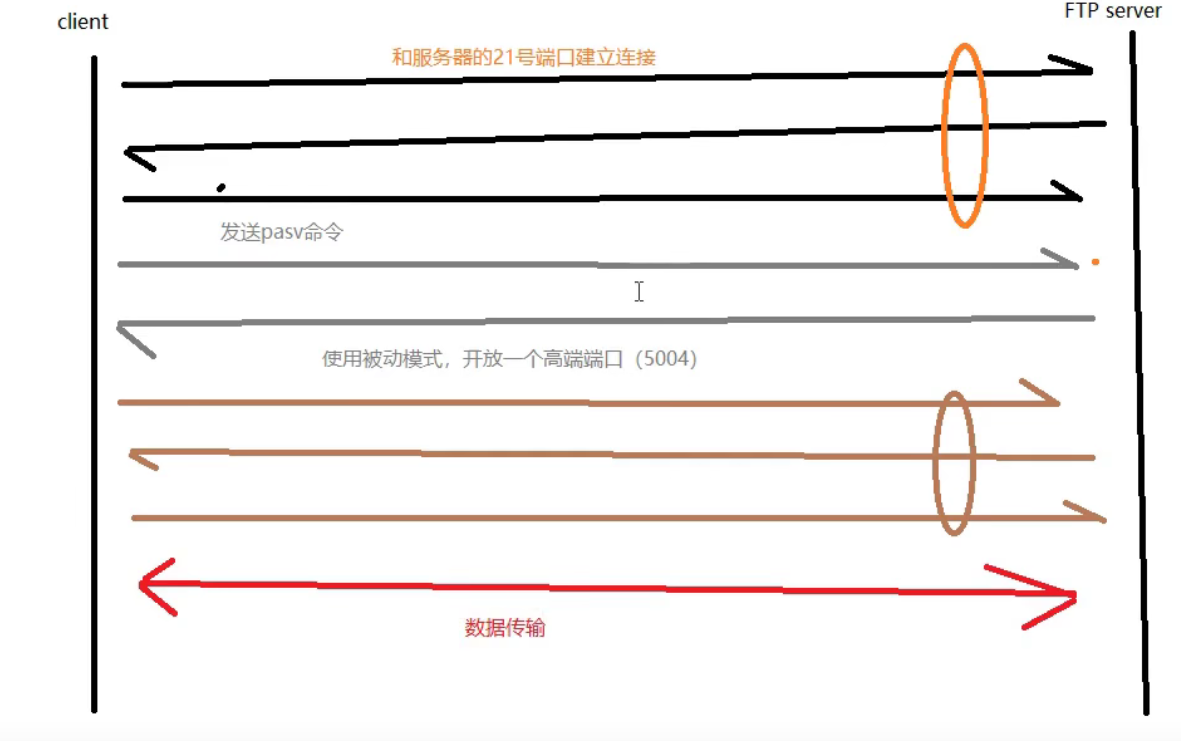 client
FTP server
和服务器的21号端口建立连接
发送pasv命令
使用被动模式，开放一个高端端口（5004）
数据传输